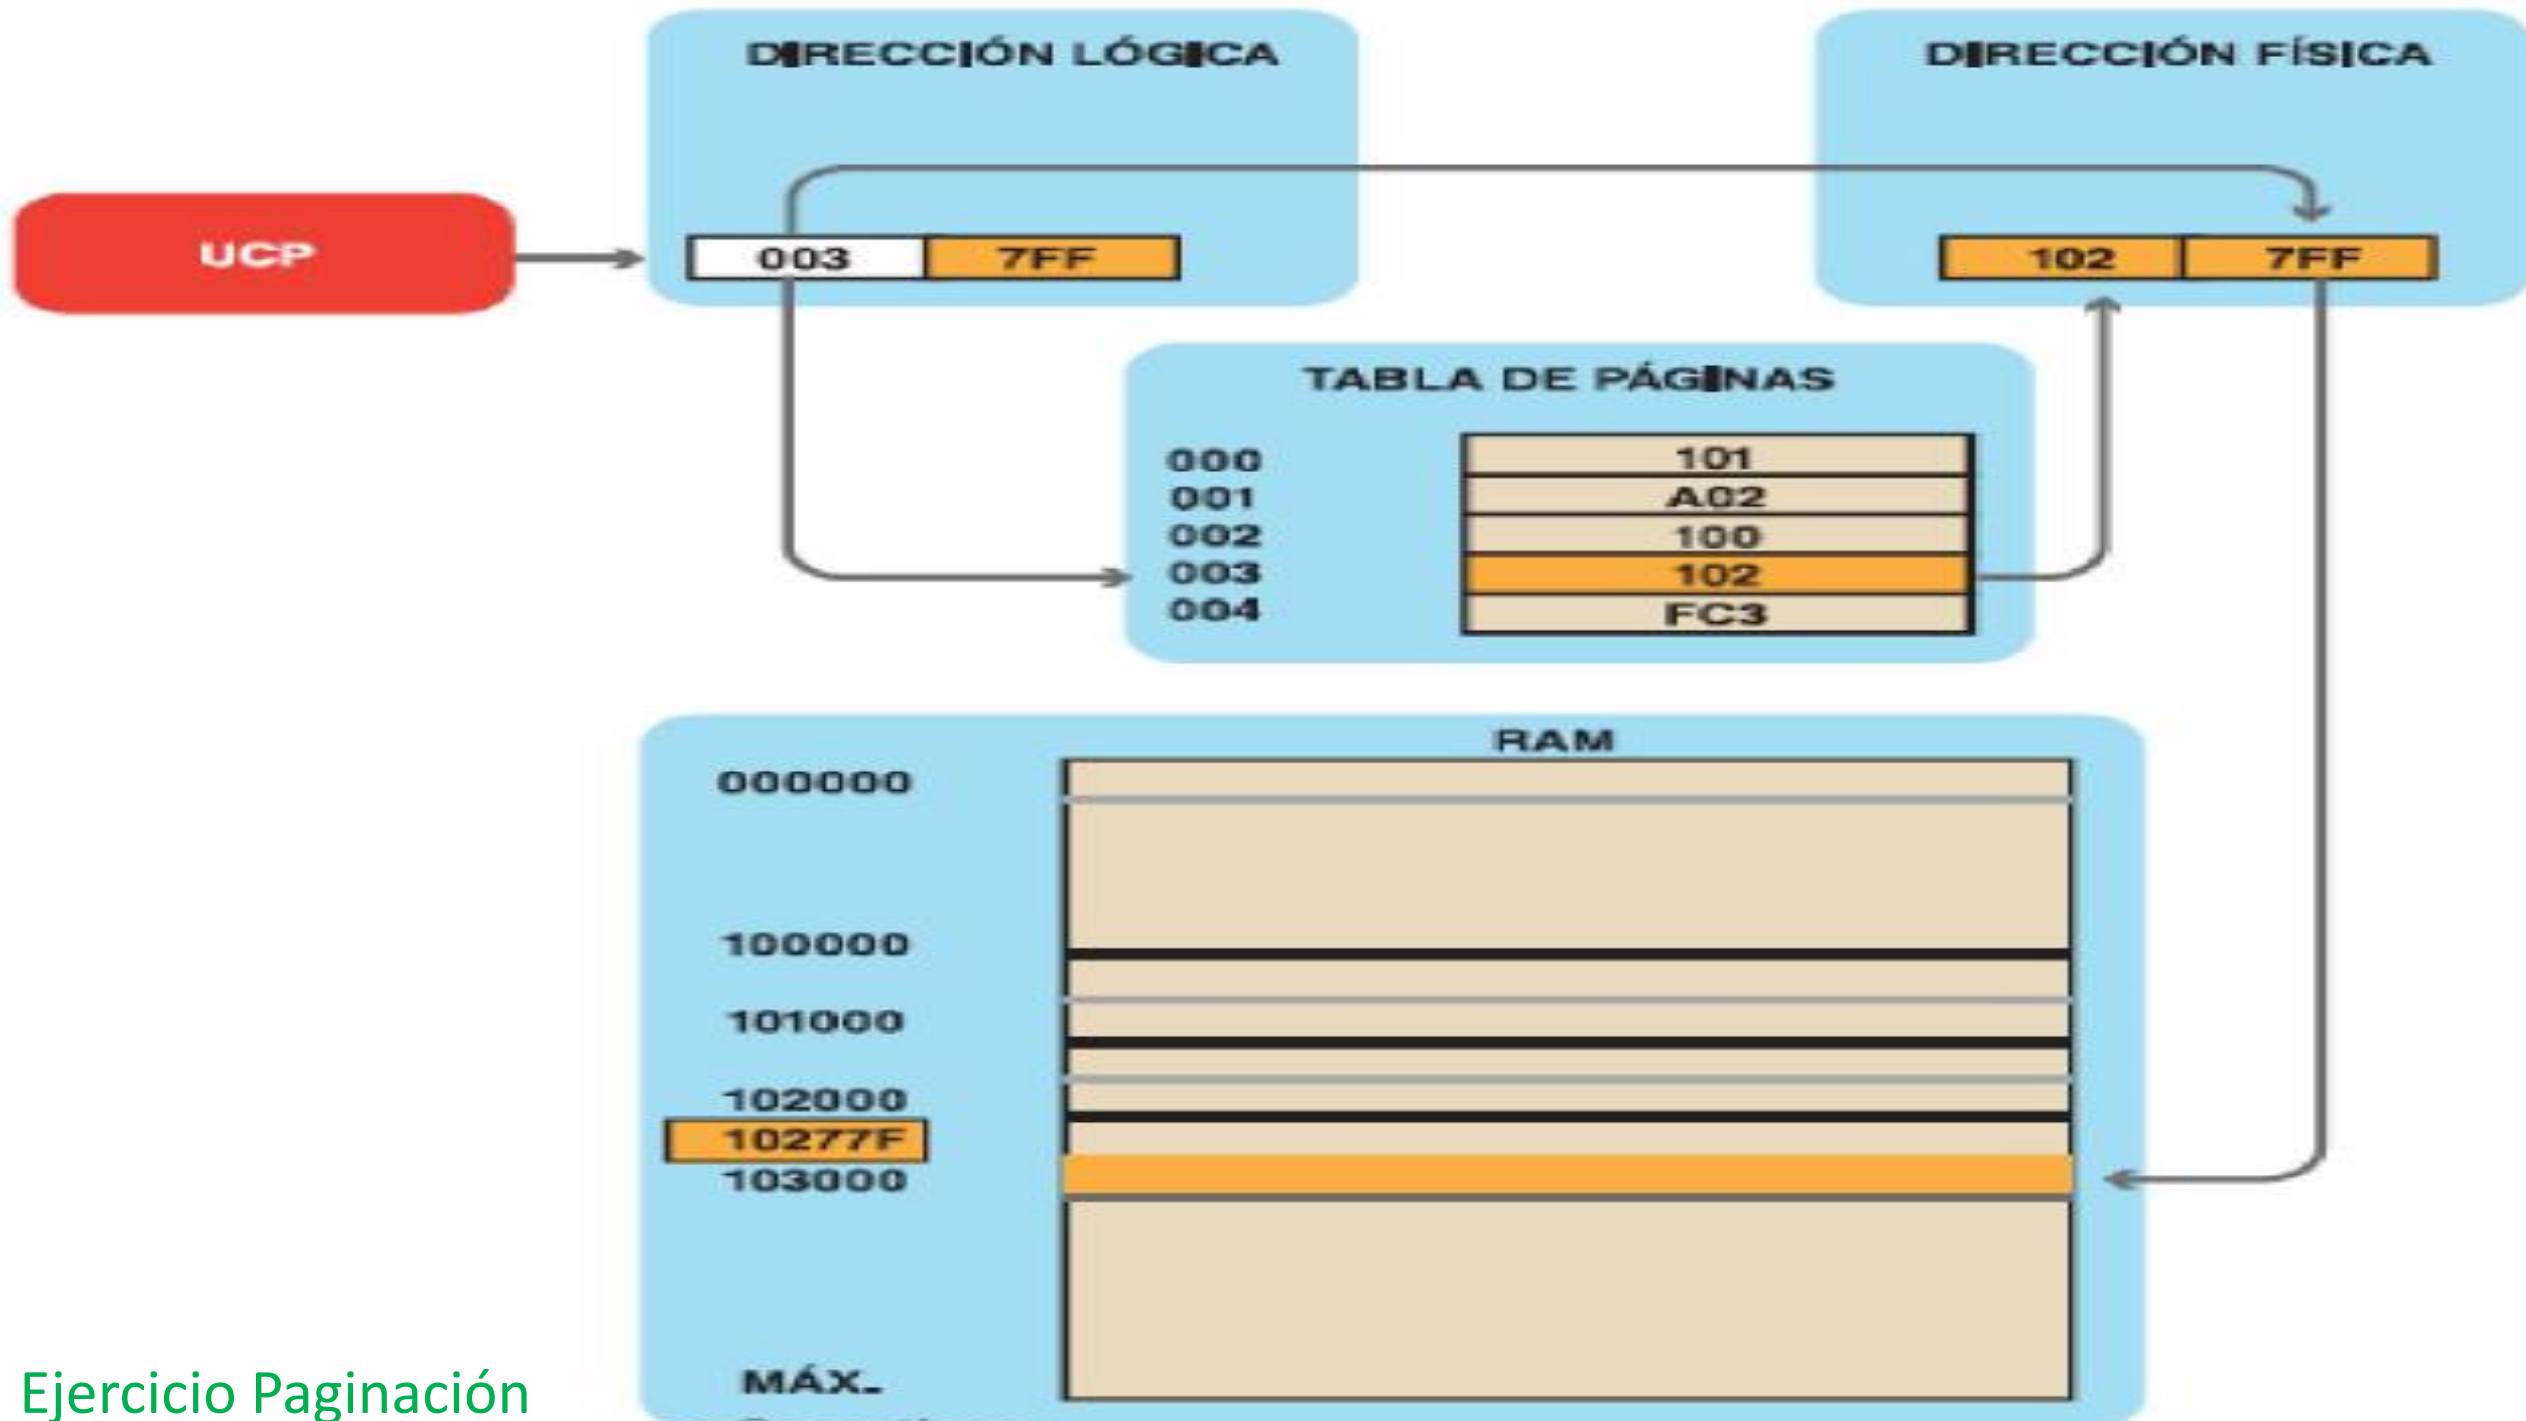 DIRECCIÓN LÓGICA
DIRECCIÓN FÍSICA
UCP
003 7FF
102 7FF
TABLA DE PÁGINAS
000 101
001 A02
002 100
003 102
004 FC3
RAM
000000
100000
101000
102000
10277F
103000
MÁX.
Ejercicio Paginación